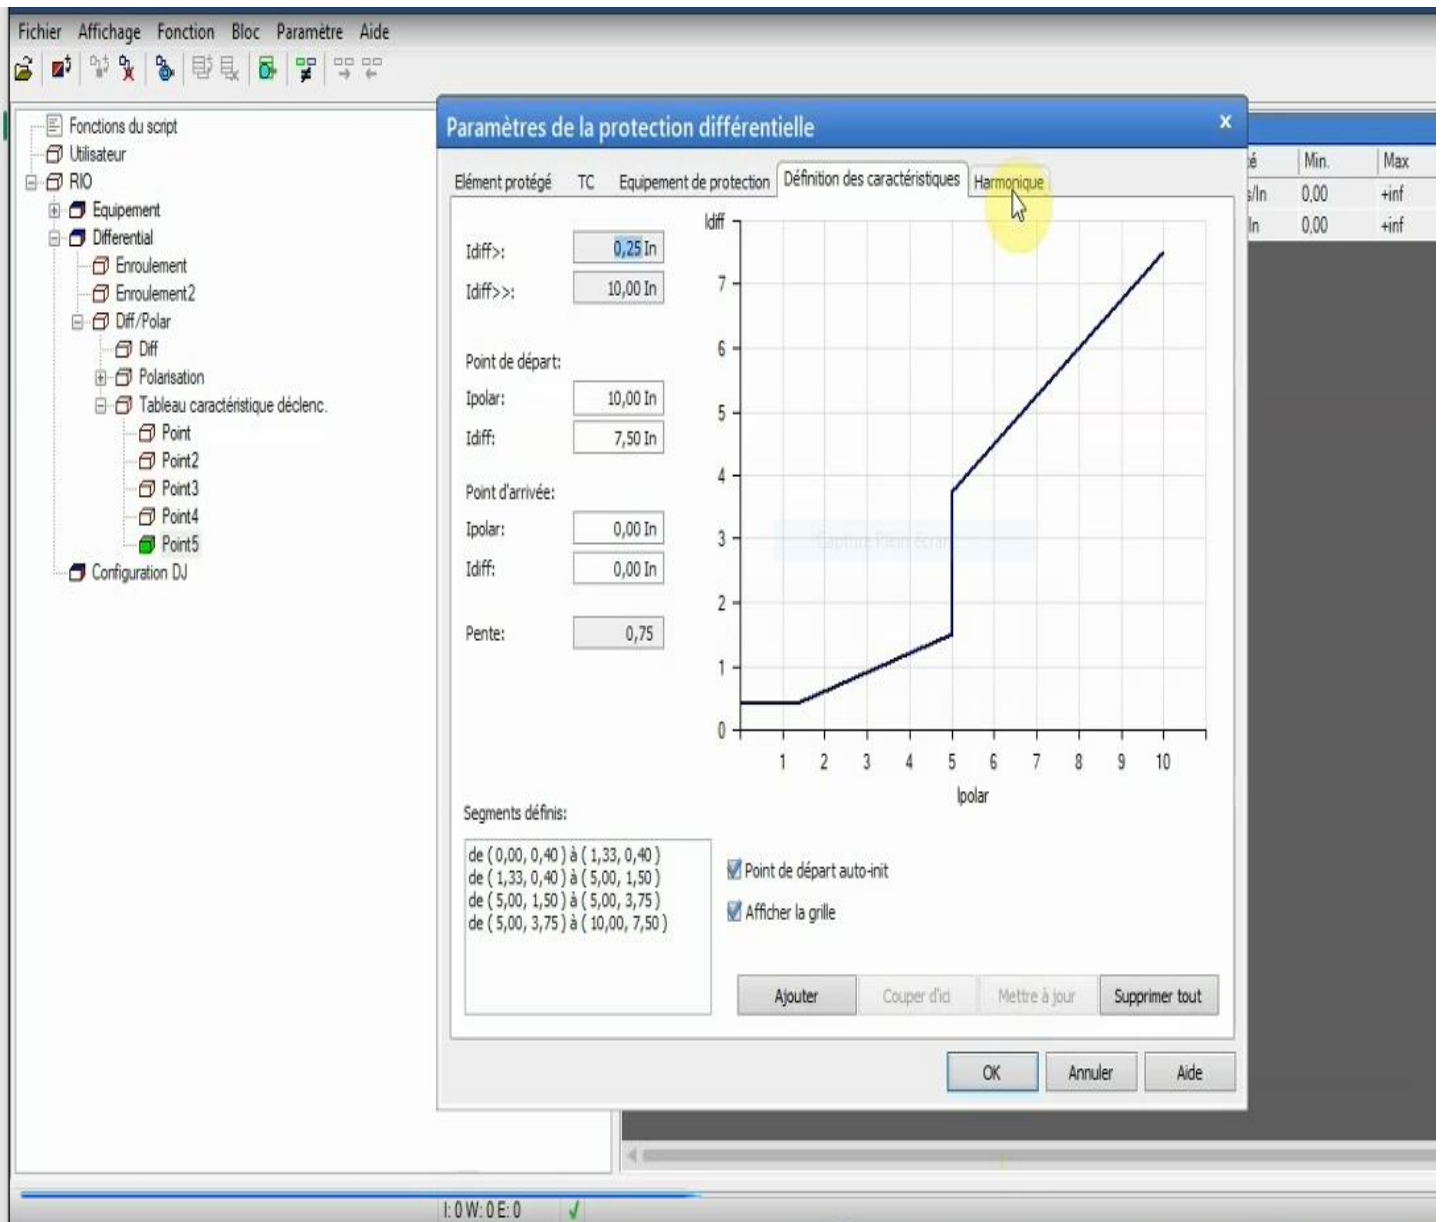 Fichier Affichage Fonction Bloc Paramètre Aide
Fonctions du script
Utilisateur
RIO
Equipement
Differential
Enroulement
Enroulement2
Diff/Polar
Diff
Polarisation
Tableau caractéristique déclenc.
Point
Point2
Point3
Point4
Point5
Configuration DJ
Paramètres de la protection différentielle
Elément protégé TC Equipement de protection Définition des caractéristiques Harmonique
Idiff>: 0,25 In
Idiff>>: 10,00 In
Point de départ:
Ipolar: 10,00 In
Idiff: 7,50 In
Point d'arrivée:
Ipolar: 0,00 In
Idiff: 0,00 In
Pente: 0,75
Idiff
7
6
5
4
3
2
1
0
1 2 3 4 5 6 7 8 9 10
Ipolar
Capture Plein écran
Segments définis:
de ( 0,00, 0,40 ) à ( 1,33, 0,40 )
de ( 1,33, 0,40 ) à ( 5,00, 1,50 )
de ( 5,00, 1,50 ) à ( 5,00, 3,75 )
de ( 5,00, 3,75 ) à ( 10,00, 7,50 )
Point de départ auto-init
Afficher la grille
Ajouter Couper d'ici Mettre à jour Supprimer tout
OK Annuler Aide
é Min. Max
s/In 0,00 +inf
In 0,00 +inf
I: 0 W: 0 E: 0